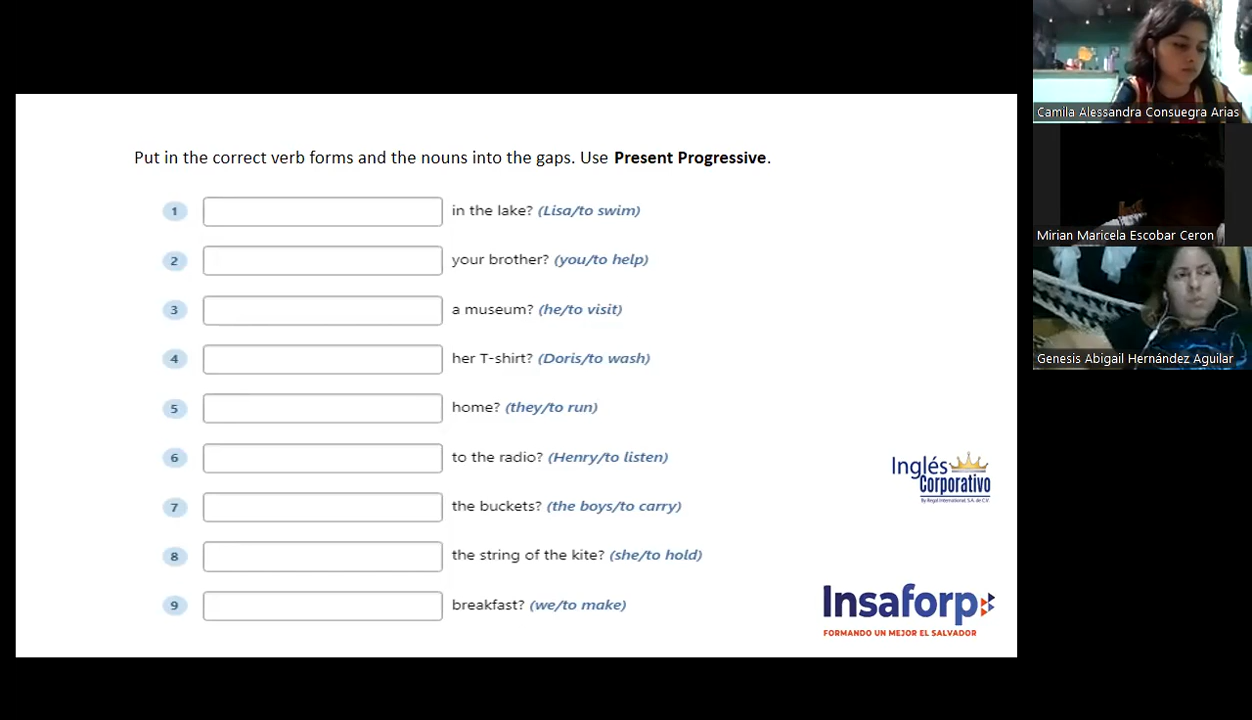 Put in the correct verb forms and the nouns into the gaps. Use Present Progressive.
1 in the lake? (Lisa/to swim)
2 your brother? (you/to help)
3 a museum? (he/to visit)
4 her T-shirt? (Doris/to wash)
5 home? (they/to run)
6 to the radio? (Henry/to listen)
7 the buckets? (the boys/to carry)
8 the string of the kite? (she/to hold)
9 breakfast? (we/to make)
Inglés
Corporativo
By Regal International, S.A. de C.V.
Insaforp
FORMANDO UN MEJOR EL SALVADOR
Camila Alessandra Consuegra Arias
Mirian Maricela Escobar Ceron
Genesis Abigail Hernández Aguilar